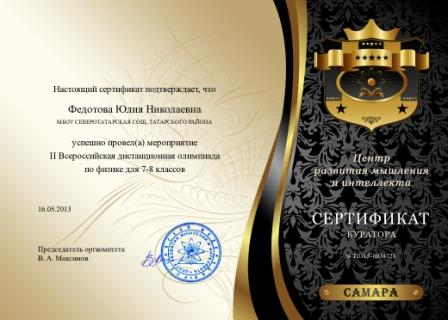 Настоящий сертификат подтверждает, что
Федотова Юлия Николаевна
МБОУ СЕВЕРОТАТАРСКАЯ СОШ, ТАТАРСКОГО РАЙОНА
успешно провел(а) мероприятие
II Всероссийская дистанционная олимпиада
по физике для 7-8 классов
16.05.2013
Председатель оргкомитета
В. А. Максимов
Центр
развития мышления
и интеллекта
СЕРТИФИКАТ
КУРАТОРА
САМАРА